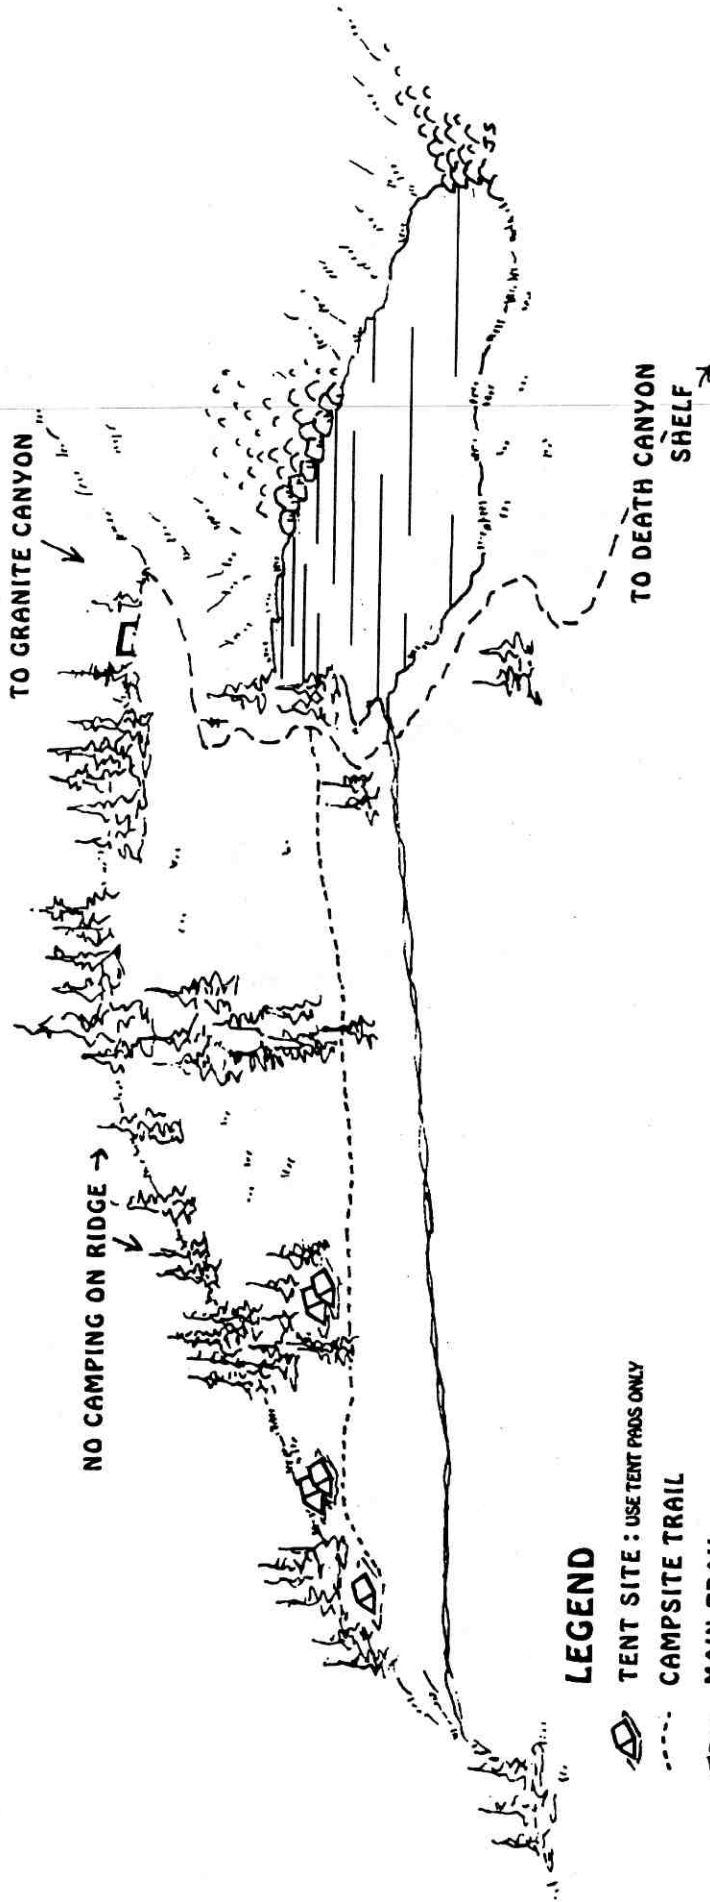 TO GRANITE CANYON
NO CAMPING ON RIDGE
JS
TO DEATH CANYON
SHELF
LEGEND
TENT SITE : USE TENT PADS ONLY
CAMPSITE TRAIL